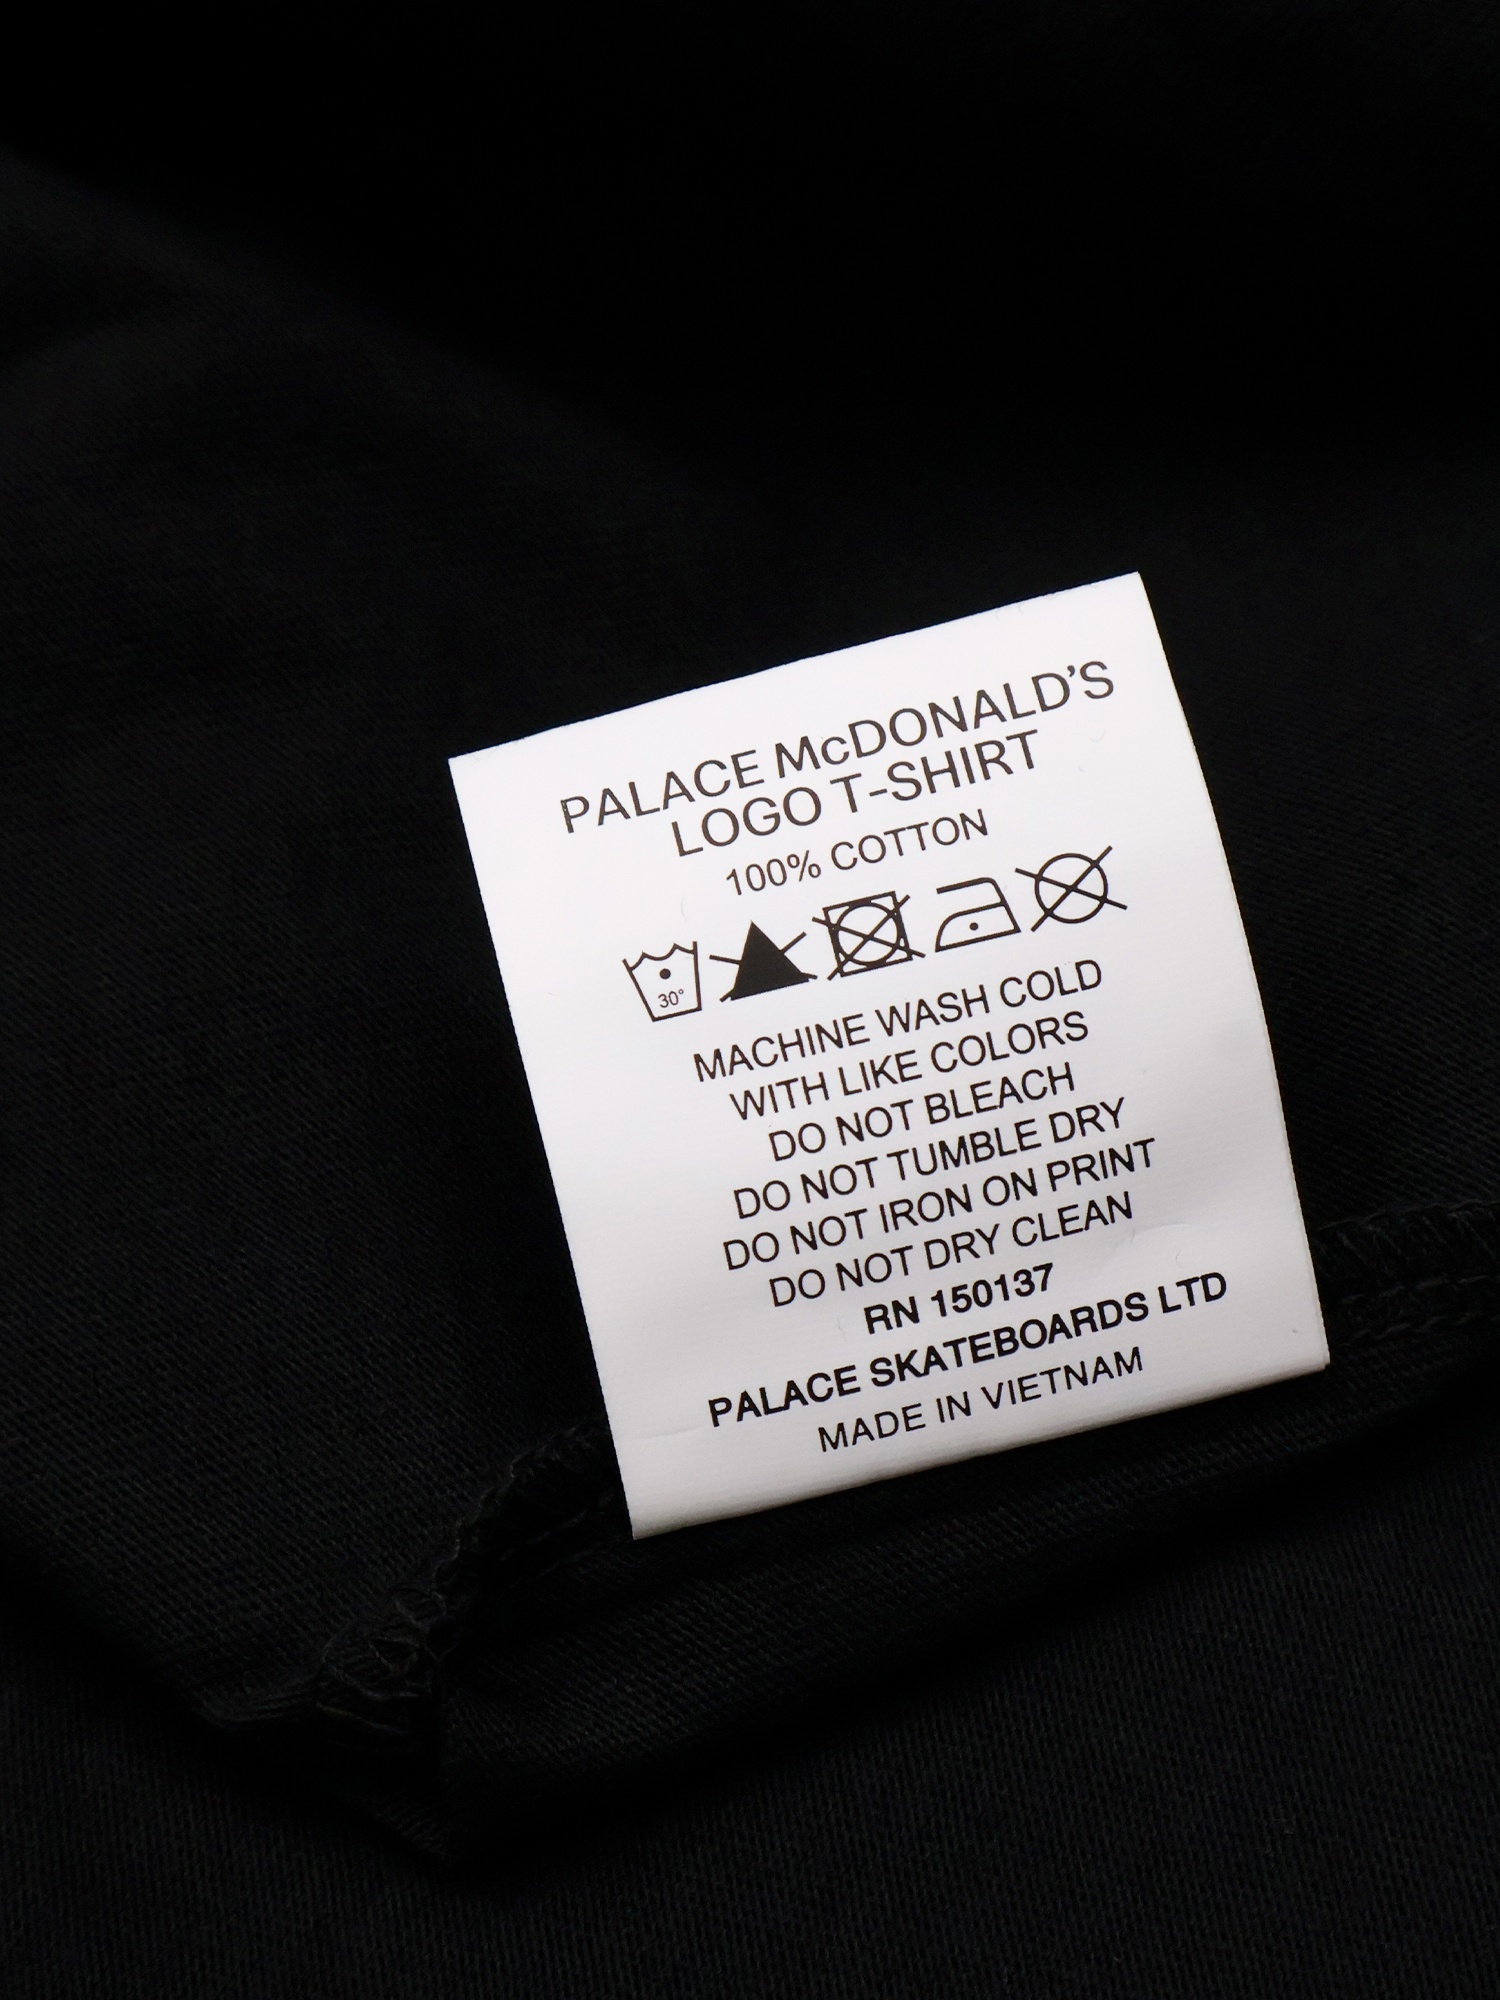 PALACE McDONALD'S
LOGO T-SHIRT
100% COTTON
30°
MACHINE WASH COLD
WITH LIKE COLORS
DO NOT BLEACH
DO NOT TUMBLE DRY
DO NOT IRON ON PRINT
DO NOT DRY CLEAN
RN 150137
PALACE SKATEBOARDS LTD
MADE IN VIETNAM